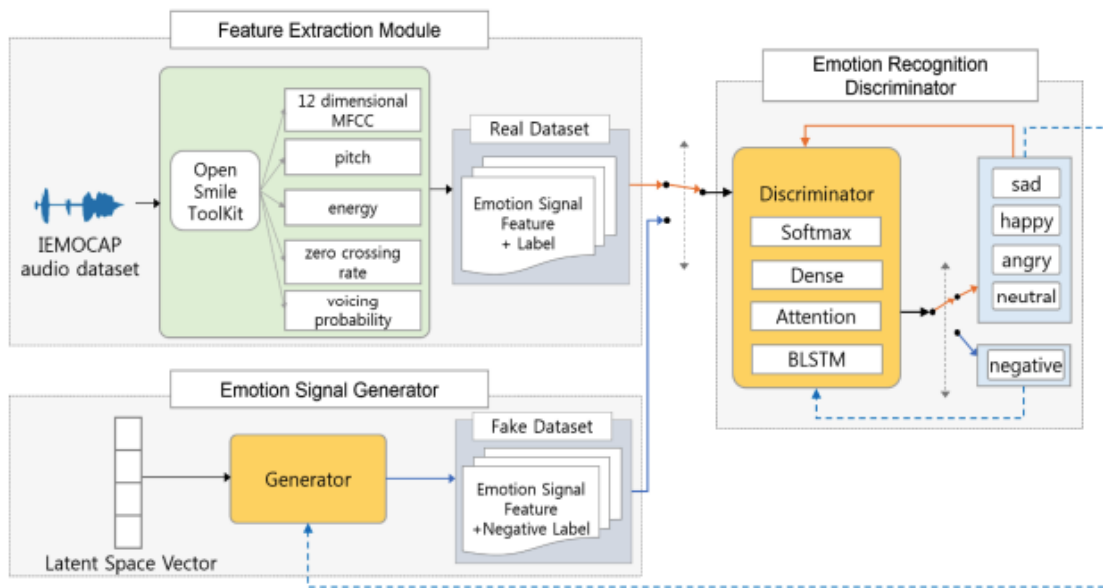 Feature Extraction Module
12 dimensional
MFCC
pitch
energy
zero crossing
rate
voicing
probability
Open
Smile
ToolKit
IEMOCAP
audio dataset
Real Dataset
Emotion Signal
Feature
+ Label
Emotion Recognition
Discriminator
Discriminator
Softmax
Dense
Attention
BLSTM
sad
happy
angry
neutral
negative
Emotion Signal Generator
Generator
Latent Space Vector
Fake Dataset
Emotion Signal
Feature
+Negative Label